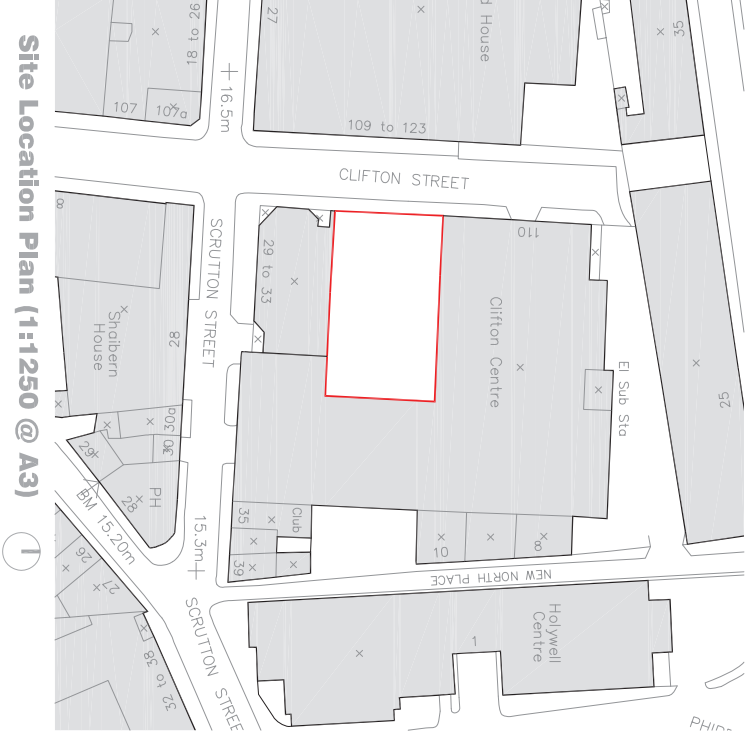 Site Location Plan (1:1250 @ A3)
18 to 26
27
d House
35
16.5m
107
107a
109 to 123
CLIFTON STREET
8
SCRUTTON STREET
29 to 33
110
Clifton Centre
28
Shaibern
House
El Sub Sta
25
30a
30
29
28
PH
BM 15.20m
15.3m
35
Club
39
10
8
NEW NORTH PLACE
26
27
SCRUTTON STREE
1
Holywell
Centre
32 to 38